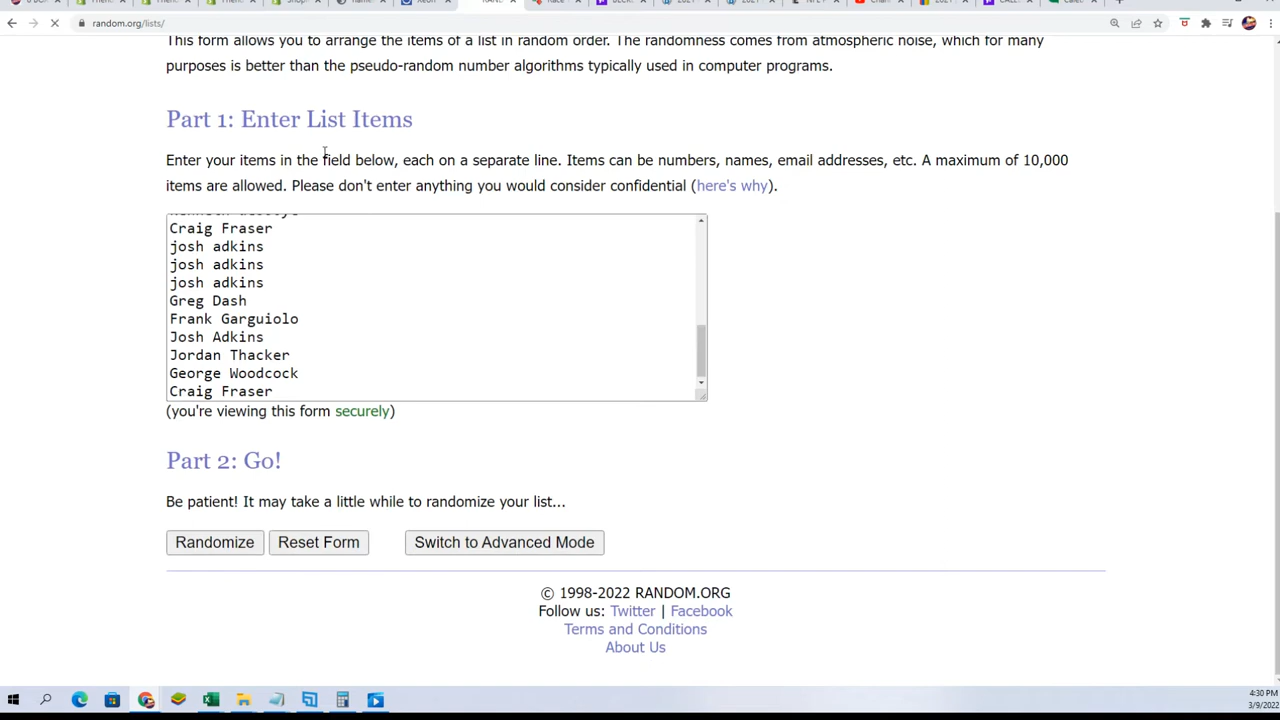 random.org/lists/
This form allows you to arrange the items of a list in random order. The randomness comes from atmospheric noise, which for many
purposes is better than the pseudo-random number algorithms typically used in computer programs.
Part 1: Enter List Items
Enter your items in the field below, each on a separate line. Items can be numbers, names, email addresses, etc. A maximum of 10,000
items are allowed. Please don't enter anything you would consider confidential (here's why).
Craig Fraser
josh adkins
josh adkins
josh adkins
Greg Dash
Frank Garguiolo
Josh Adkins
Jordan Thacker
George Woodcock
Craig Fraser
(you're viewing this form securely)
Part 2: Go!
Be patient! It may take a little while to randomize your list...
Randomize Reset Form Switch to Advanced Mode
© 1998-2022 RANDOM.ORG
Follow us: Twitter | Facebook
Terms and Conditions
About Us
4:30 PM
3/9/2022